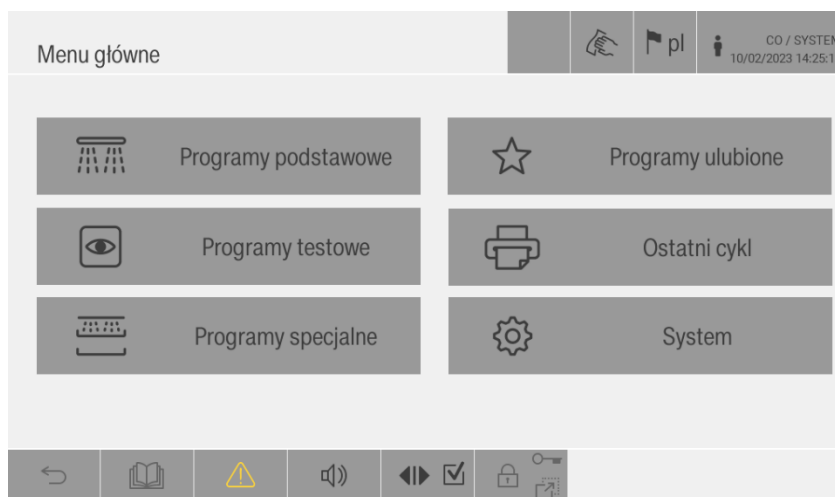 Menu główne
pl
CO / SYSTEM
10/02/2023 14:25:1
Programy podstawowe
Programy ulubione
Programy testowe
Ostatni cykl
Programy specjalne
System